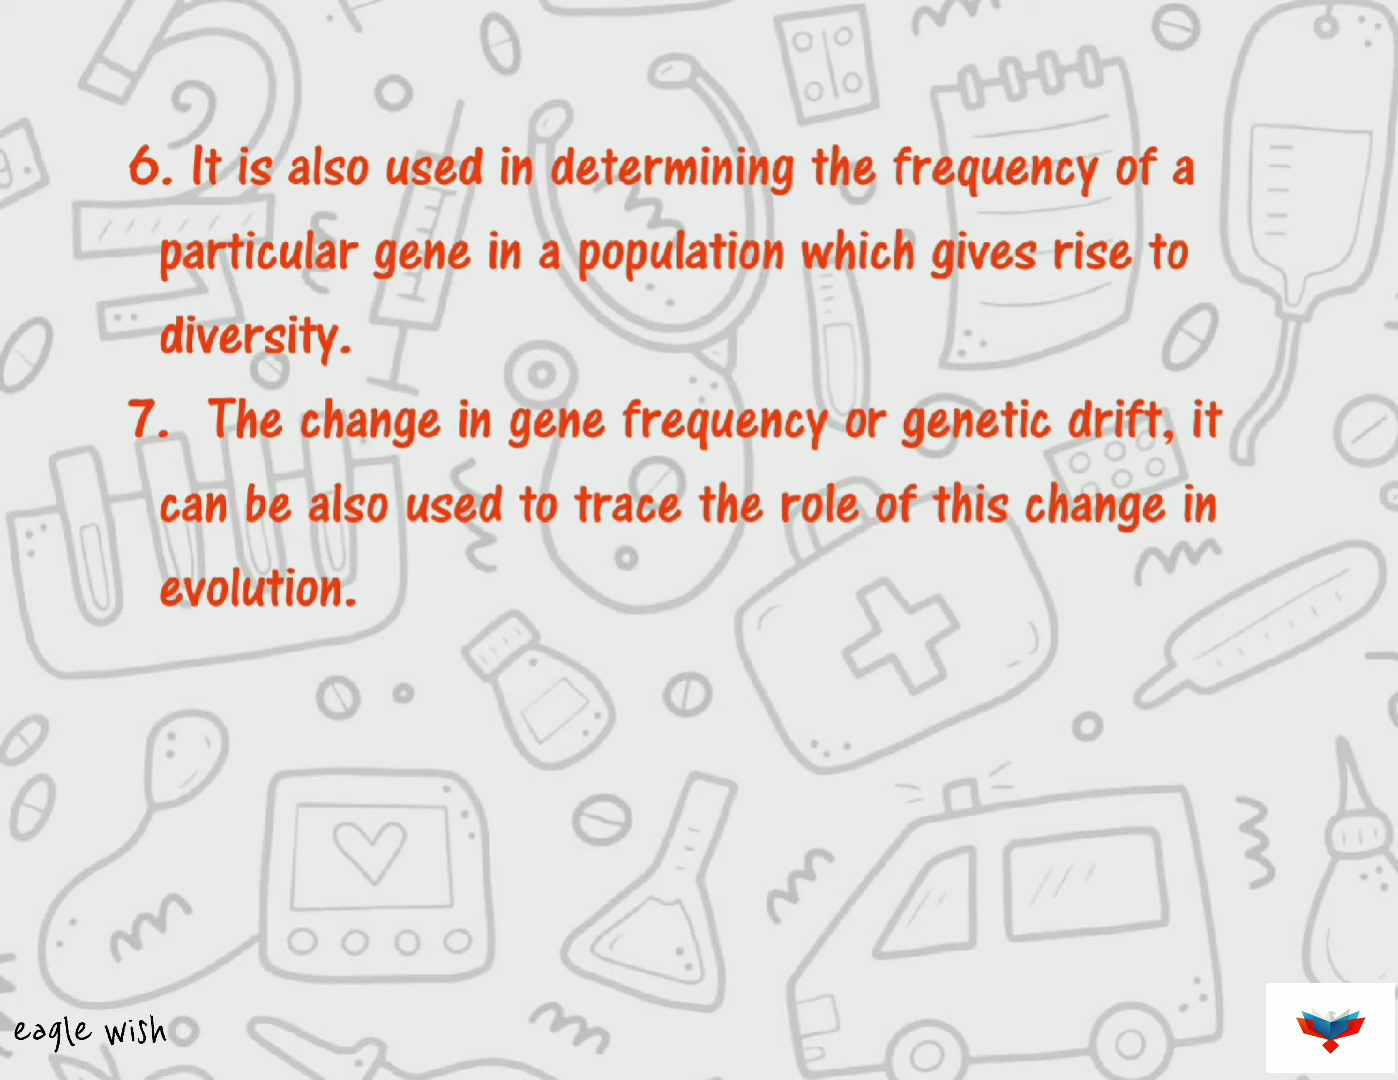 6. It is also used in determining the frequency of a
particular gene in a population which gives rise to
diversity.
7. The change in gene frequency or genetic drift, it
can be also used to trace the role of this change in
evolution.
eagle wish